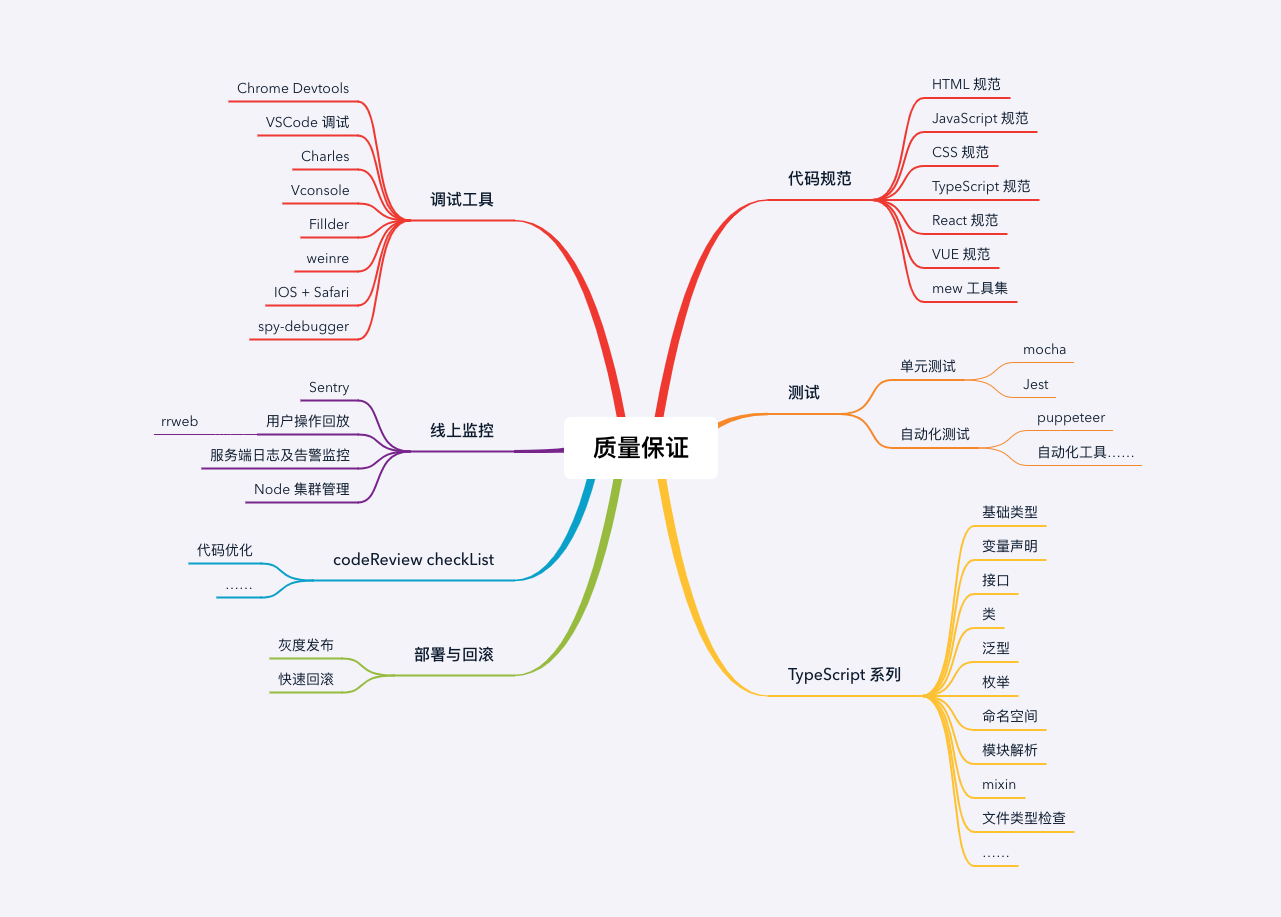 质量保证
代码规范
HTML 规范
JavaScript 规范
CSS 规范
TypeScript 规范
React 规范
VUE 规范
mew 工具集
测试
单元测试
mocha
Jest
自动化测试
puppeteer
自动化工具……
TypeScript 系列
基础类型
变量声明
接口
类
泛型
枚举
命名空间
模块解析
mixin
文件类型检查
……
调试工具
Chrome Devtools
VSCode 调试
Charles
Vconsole
Fillder
weinre
IOS + Safari
spy-debugger
线上监控
Sentry
用户操作回放
rrweb
服务端日志及告警监控
Node 集群管理
codeReview checkList
代码优化
……
部署与回滚
灰度发布
快速回滚